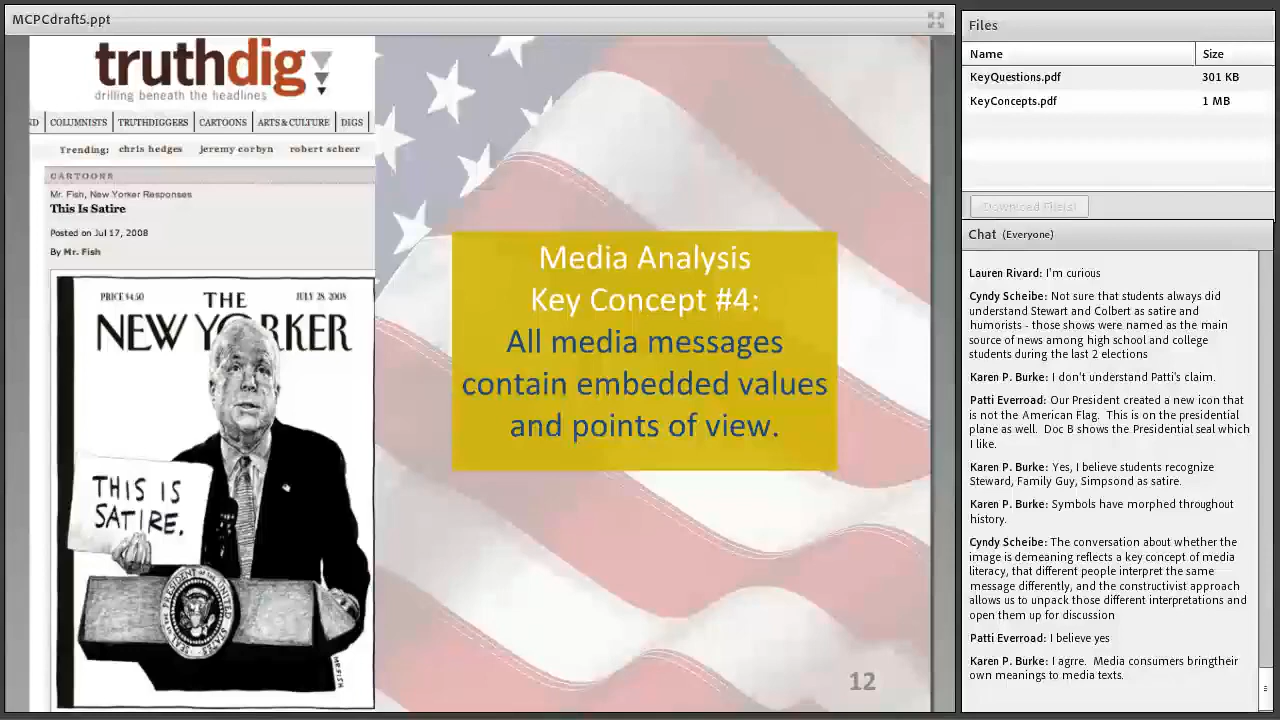 MCPCdraft5.ppt
truthdig
drilling beneath the headlines
ND COLUMNISTS TRUTHDIGGERS CARTOONS ARTS & CULTURE DIGS
Trending: chris hedges jeremy corbyn robert scheer
CARTOONS
Mr. Fish, New Yorker Responses
This Is Satire
Posted on Jul 17, 2008
By Mr. Fish
PRICE $4.50 THE JULY 28, 2008
NEW YORKER
THIS IS
SATIRE.
PRESIDENT OF THE UNITED STATES
MR. FISH
Media Analysis
Key Concept #4:
All media messages
contain embedded values
and points of view.
12
Files
Name Size
KeyQuestions.pdf 301 KB
KeyConcepts.pdf 1 MB
Download File(s)
Chat (Everyone)
Lauren Rivard: I'm curious
Cyndy Scheibe: Not sure that students always did
understand Stewart and Colbert as satire and
humorists - those shows were named as the main
source of news among high school and college
students during the last 2 elections
Karen P. Burke: I don't understand Patti's claim.
Patti Everroad: Our President created a new icon that
is not the American Flag. This is on the presidential
plane as well. Doc B shows the Presidential seal which
I like.
Karen P. Burke: Yes, I believe students recognize
Steward, Family Guy, Simpsond as satire.
Karen P. Burke: Symbols have morphed throughout
history.
Cyndy Scheibe: The conversation about whether the
image is demeaning reflects a key concept of media
literacy, that different people interpret the same
message differently, and the constructivist approach
allows us to unpack those different interpretations and
open them up for discussion
Patti Everroad: I believe yes
Karen P. Burke: I agrre. Media consumers bringtheir
own meanings to media texts.